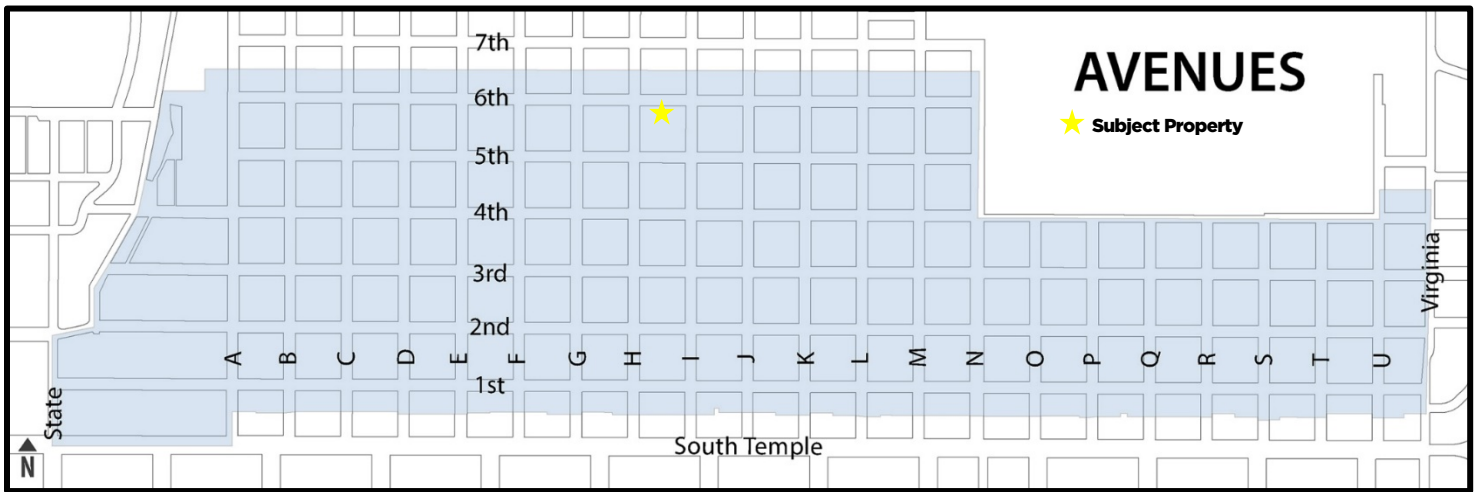 7th
AVENUES
6th
Subject Property
5th
4th
3rd
Virginia
2nd
A B C D E F G H I J K L M N O P Q R S T U
1st
State
South Temple
N